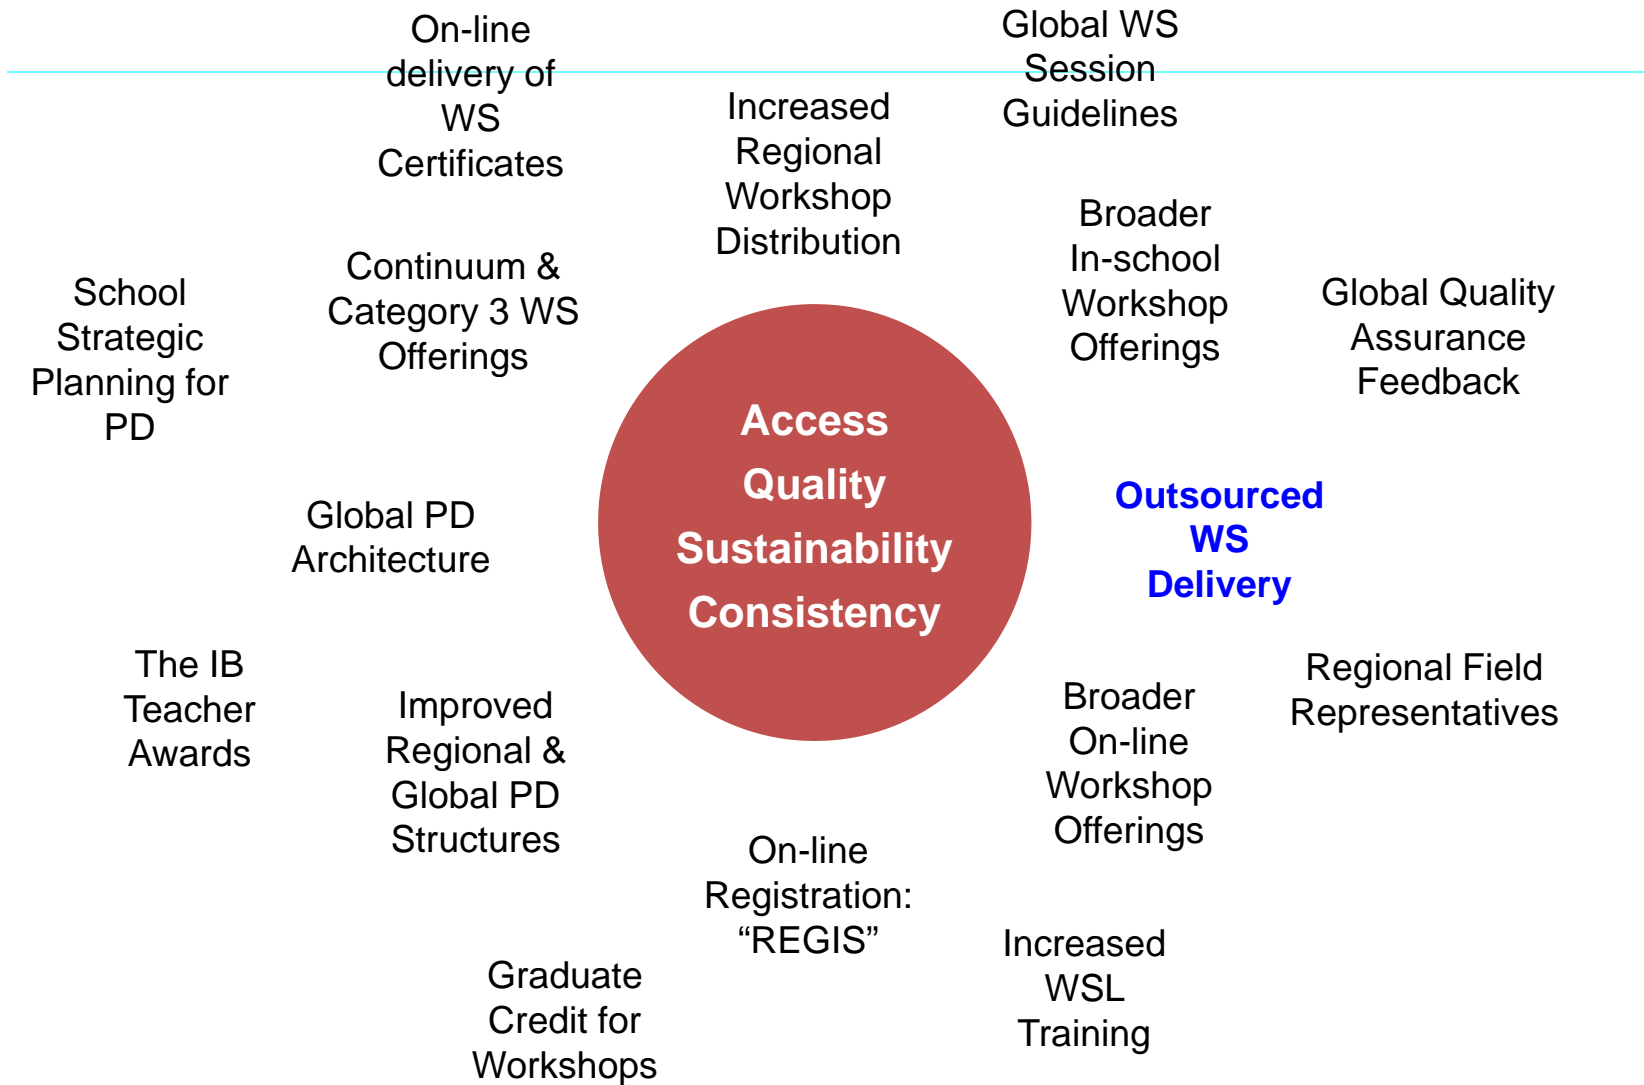 On-line
delivery of
WS
Certificates
Global WS
Session
Guidelines
Increased
Regional
Workshop
Distribution
Broader
In-school
Workshop
Offerings
Continuum &
Category 3 WS
Offerings
School
Strategic
Planning for
PD
Global Quality
Assurance
Feedback
Access
Quality
Sustainability
Consistency
Global PD
Architecture
Outsourced
WS
Delivery
The IB
Teacher
Awards
Improved
Regional &
Global PD
Structures
Broader
On-line
Workshop
Offerings
Regional Field
Representatives
On-line
Registration:
“REGIS”
Graduate
Credit for
Workshops
Increased
WSL
Training